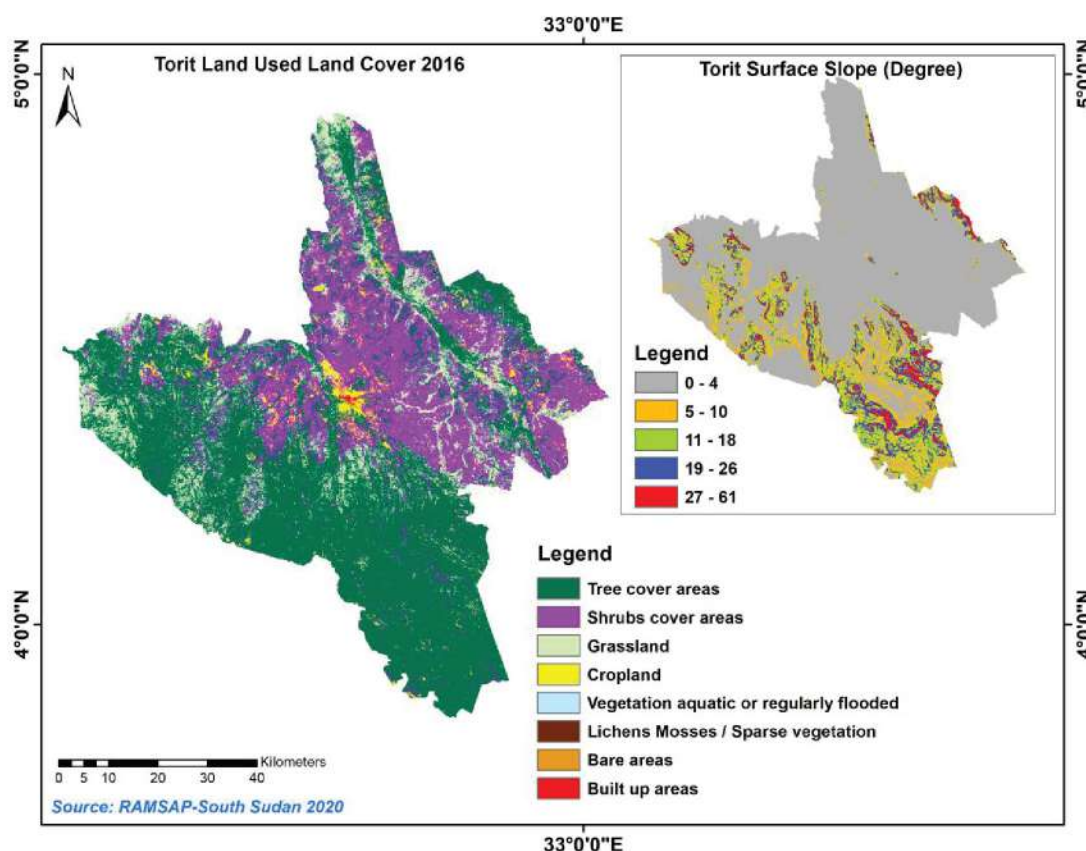 33°0'0"E
5°0'0"N
5°0'0"N
Torit Land Used Land Cover 2016
Torit Surface Slope (Degree)
N
Legend
0 - 4
5 - 10
11 - 18
19 - 26
27 - 61
Legend
Tree cover areas
Shrubs cover areas
Grassland
Cropland
Vegetation aquatic or regularly flooded
Lichens Mosses / Sparse vegetation
Bare areas
Built up areas
4°0'0"N
4°0'0"N
Kilometers
0 5 10 20 30 40
Source: RAMSAP-South Sudan 2020
33°0'0"E